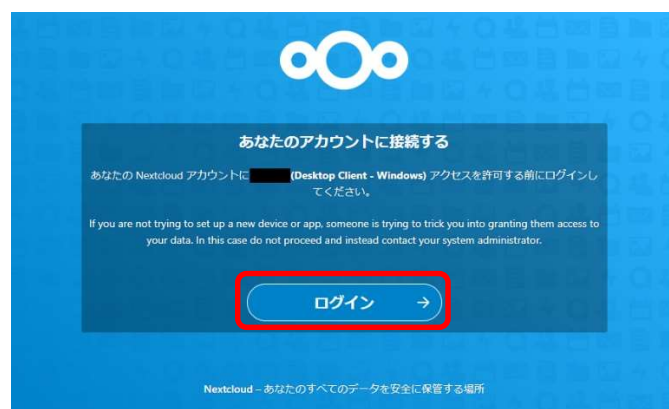 あなたのアカウントに接続する
あなたの Nextcloud アカウントに (Desktop Client - Windows) アクセスを許可する前にログインし
てください。
If you are not trying to set up a new device or app, someone is trying to trick you into granting them access to
your data. In this case do not proceed and instead contact your system administrator.
ログイン →
Nextcloud – あなたのすべてのデータを安全に保管する場所